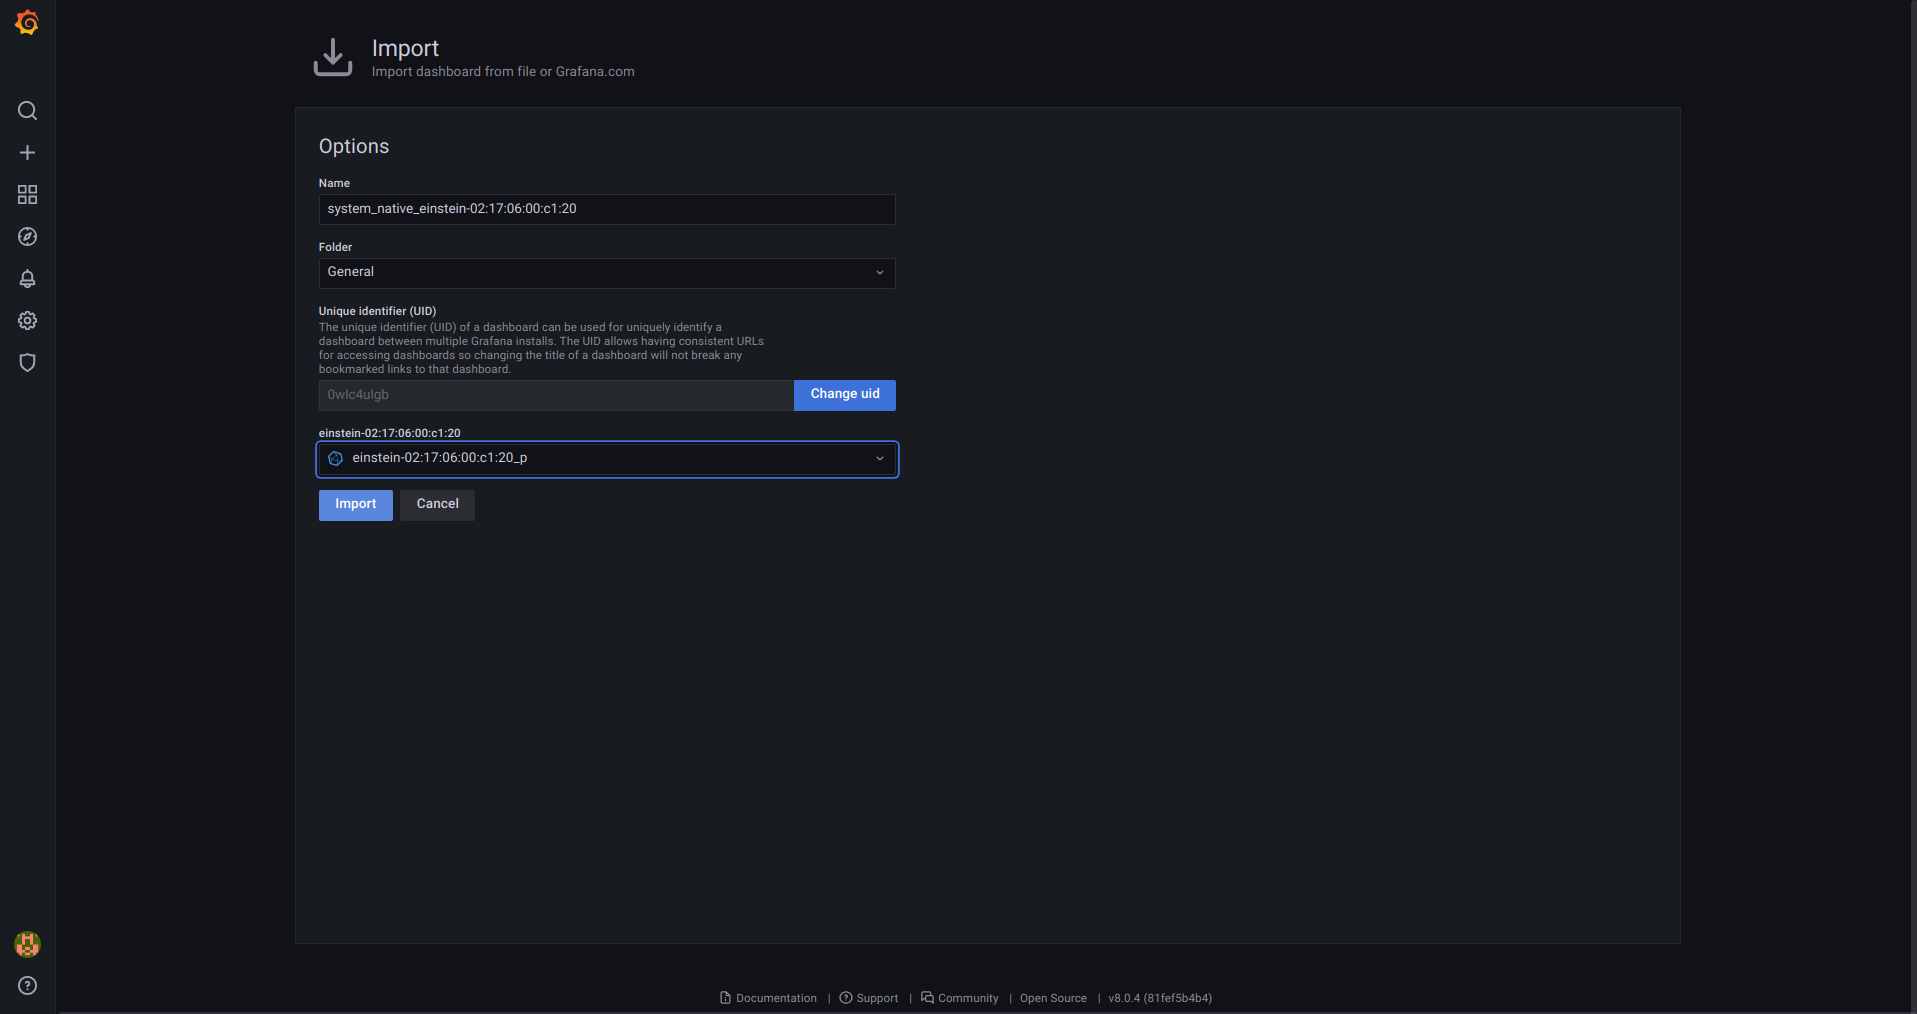 Import
Import dashboard from file or Grafana.com
Options
Name
system_native_einstein-02:17:06:00:c1:20
Folder
General
Unique identifier (UID)
The unique identifier (UID) of a dashboard can be used for uniquely identify a
dashboard between multiple Grafana installs. The UID allows having consistent URLs
for accessing dashboards so changing the title of a dashboard will not break any
bookmarked links to that dashboard.
0wlc4ulgb
Change uid
einstein-02:17:06:00:c1:20
einstein-02:17:06:00:c1:20_p
Import
Cancel
Documentation | Support | Community | Open Source | v8.0.4 (81fef5b4b4)